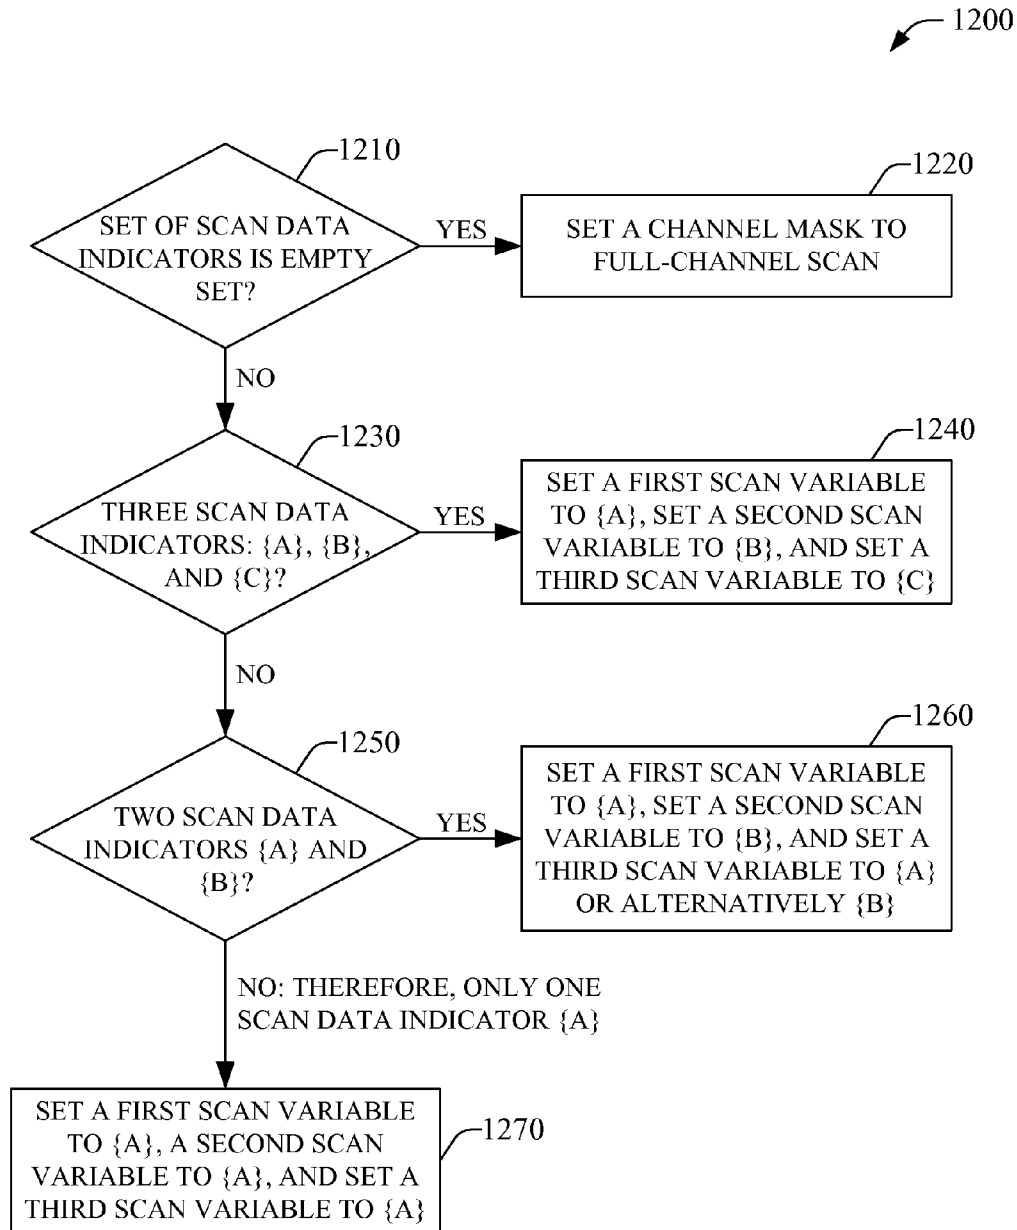 1200
1210
SET OF SCAN DATA
INDICATORS IS EMPTY
SET?
YES
1220
SET A CHANNEL MASK TO
FULL-CHANNEL SCAN
NO
1230
THREE SCAN DATA
INDICATORS: {A}, {B},
AND {C}?
YES
1240
SET A FIRST SCAN VARIABLE
TO {A}, SET A SECOND SCAN
VARIABLE TO {B}, AND SET A
THIRD SCAN VARIABLE TO {C}
NO
1250
TWO SCAN DATA
INDICATORS {A} AND
{B}?
YES
1260
SET A FIRST SCAN VARIABLE
TO {A}, SET A SECOND SCAN
VARIABLE TO {B}, AND SET A
THIRD SCAN VARIABLE TO {A}
OR ALTERNATIVELY {B}
NO: THEREFORE, ONLY ONE
SCAN DATA INDICATOR {A}
SET A FIRST SCAN VARIABLE
TO {A}, A SECOND SCAN
VARIABLE TO {A}, AND SET A
THIRD SCAN VARIABLE TO {A}
1270